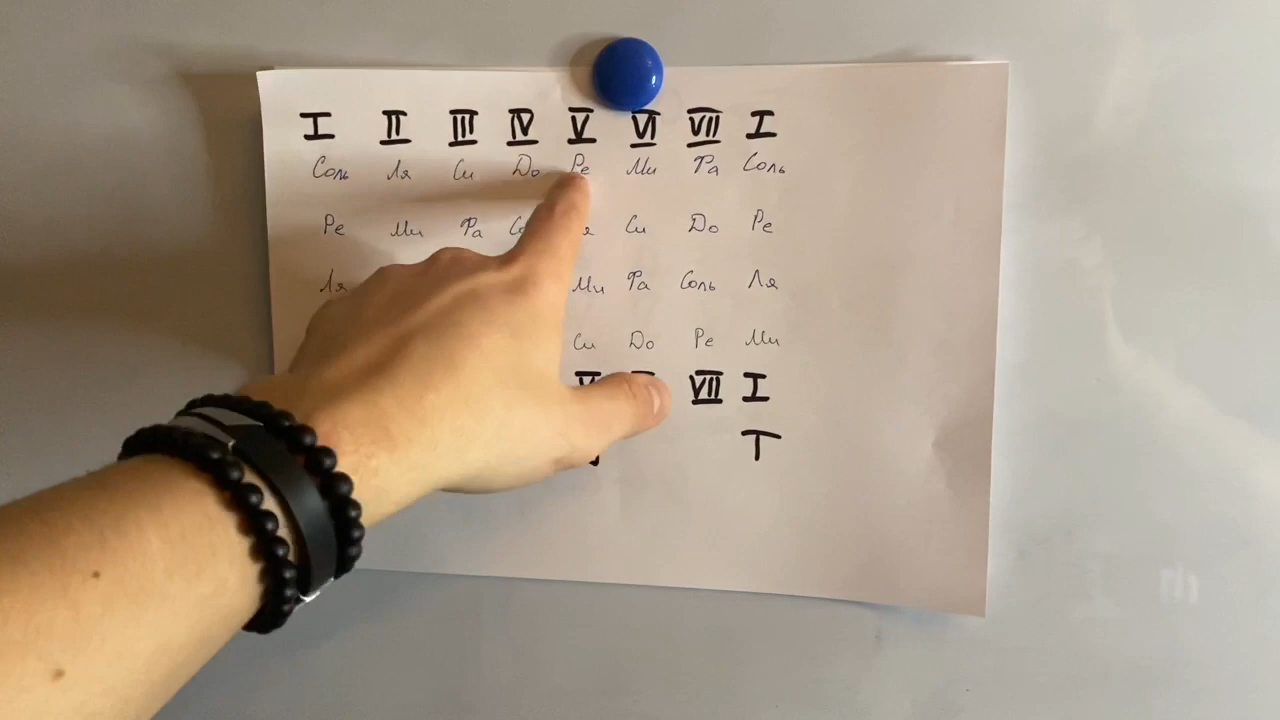 I II III IV V VI VII I
Соль Ля Си До Ре Ми Фа Соль
Ре Ми Фа Си До Ре
Ля Ми Фа Соль Ля
Си До Ре Ми
VII I
T